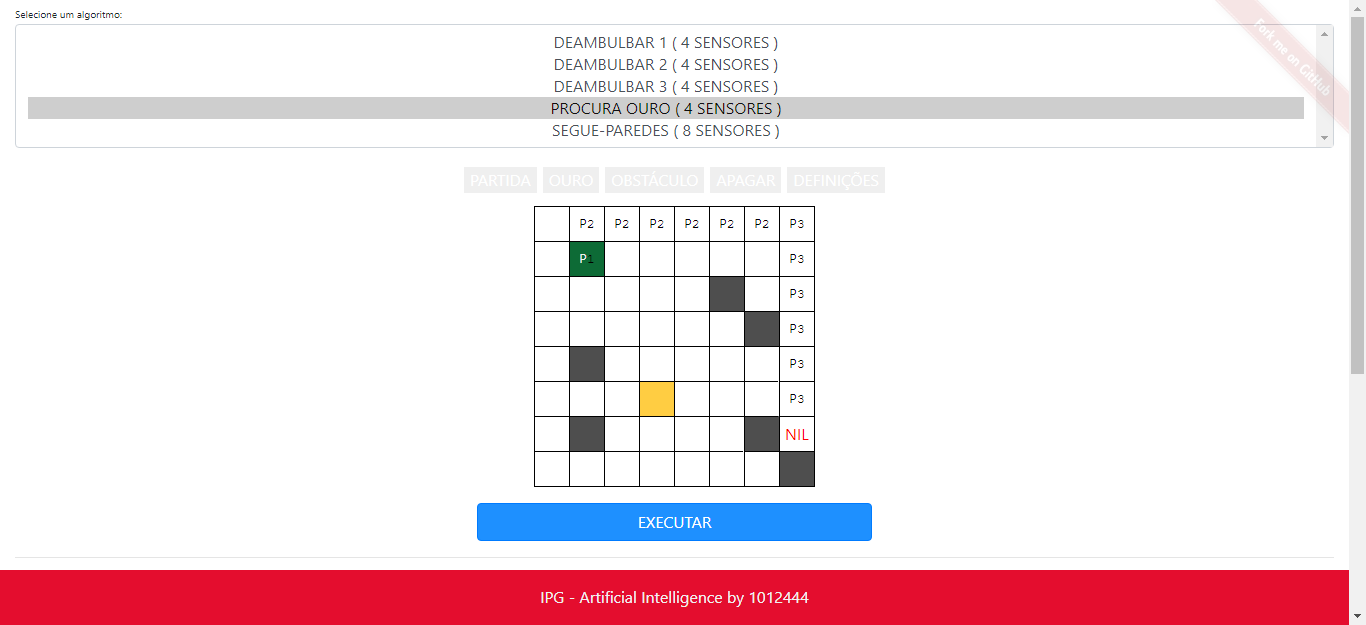 Selecione um algoritmo:
Fork me on GitHub
DEAMBULBAR 1 ( 4 SENSORES )
DEAMBULBAR 2 ( 4 SENSORES )
DEAMBULBAR 3 ( 4 SENSORES )
PROCURA OURO ( 4 SENSORES )
SEGUE-PAREDES ( 8 SENSORES )
PARTIDA OURO OBSTÁCULO APAGAR DEFINIÇÕES
P2 P2 P2 P2 P2 P2 P3
P1 P3
P3
P3
P3
P3
NIL
EXECUTAR
IPG - Artificial Intelligence by 1012444